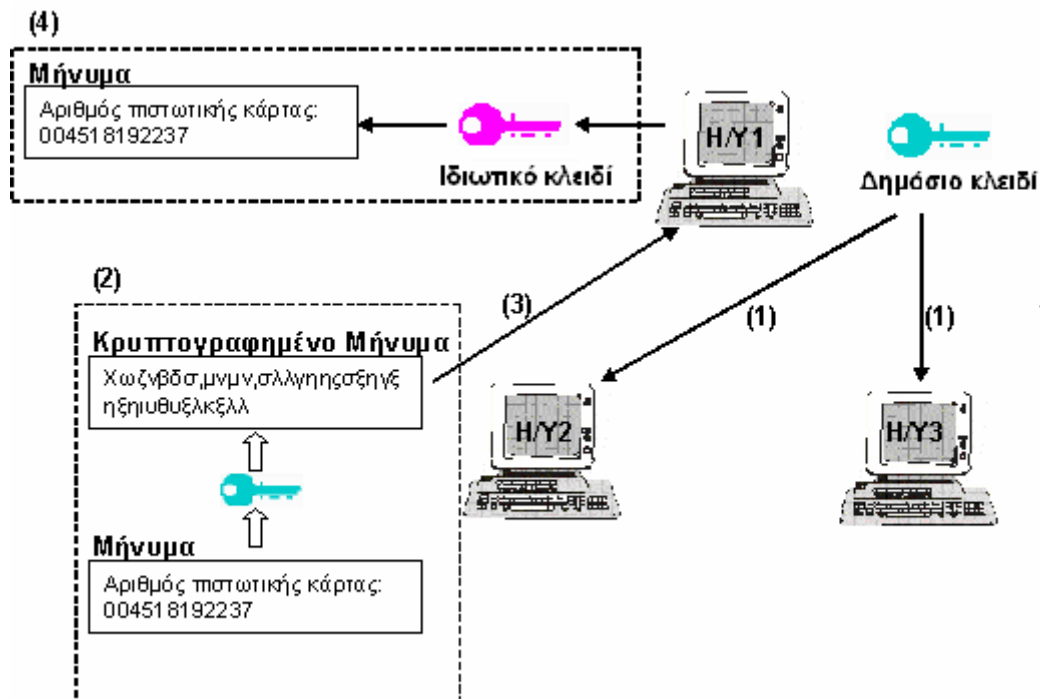 (4)
Μήνυμα
Αριθμός πιστωτικής κάρτας:
004518192237
Ιδιωτικό κλειδί
Η/Υ1
Δημόσιο κλειδί
(2)
(3)
(1)
(1)
Κρυπτογραφημένο Μήνυμα
Χωζνβδσ,μνμν,σλλγηηςσξηγξ
ηξηιυθυξλκξλλ
Η/Υ2
Η/Υ3
Μήνυμα
Αριθμός πιστωτικής κάρτας:
004518192237